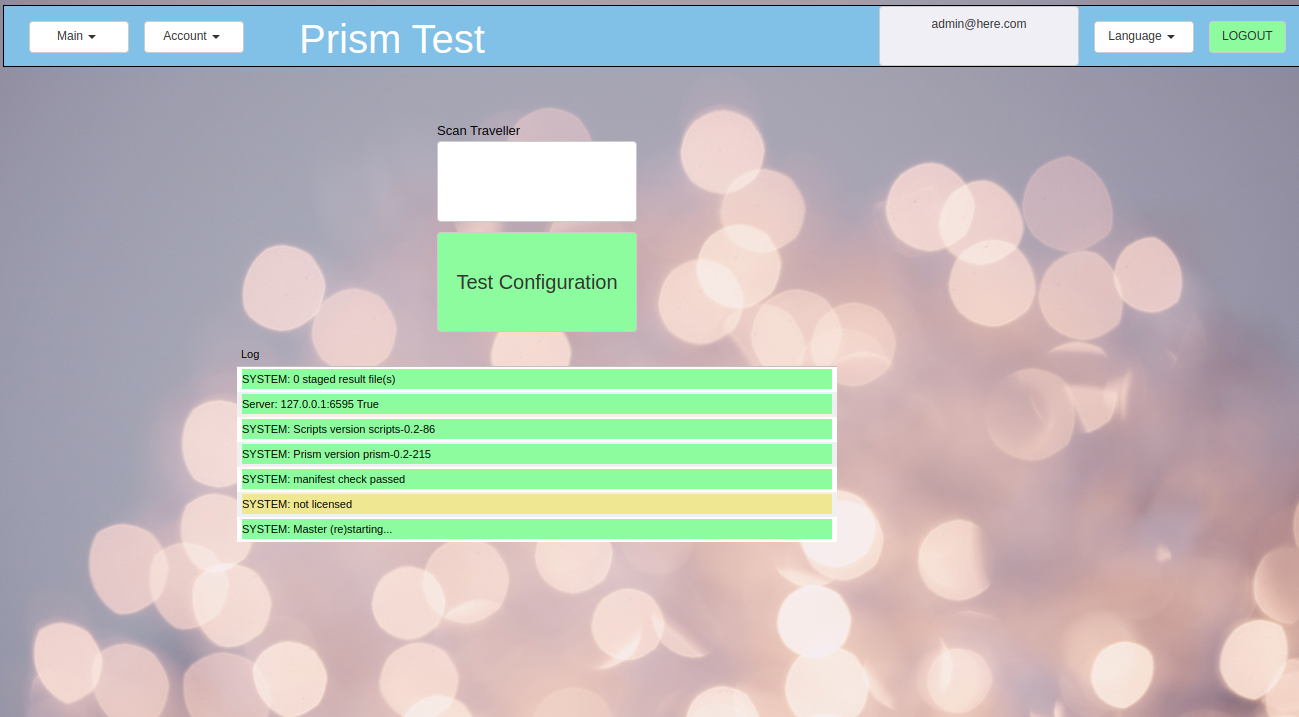 Main
Account
Prism Test
admin@here.com
Language
LOGOUT
Scan Traveller
Test Configuration
Log
SYSTEM: 0 staged result file(s)
Server: 127.0.0.1:6595 True
SYSTEM: Scripts version scripts-0.2-86
SYSTEM: Prism version prism-0.2-215
SYSTEM: manifest check passed
SYSTEM: not licensed
SYSTEM: Master (re)starting...